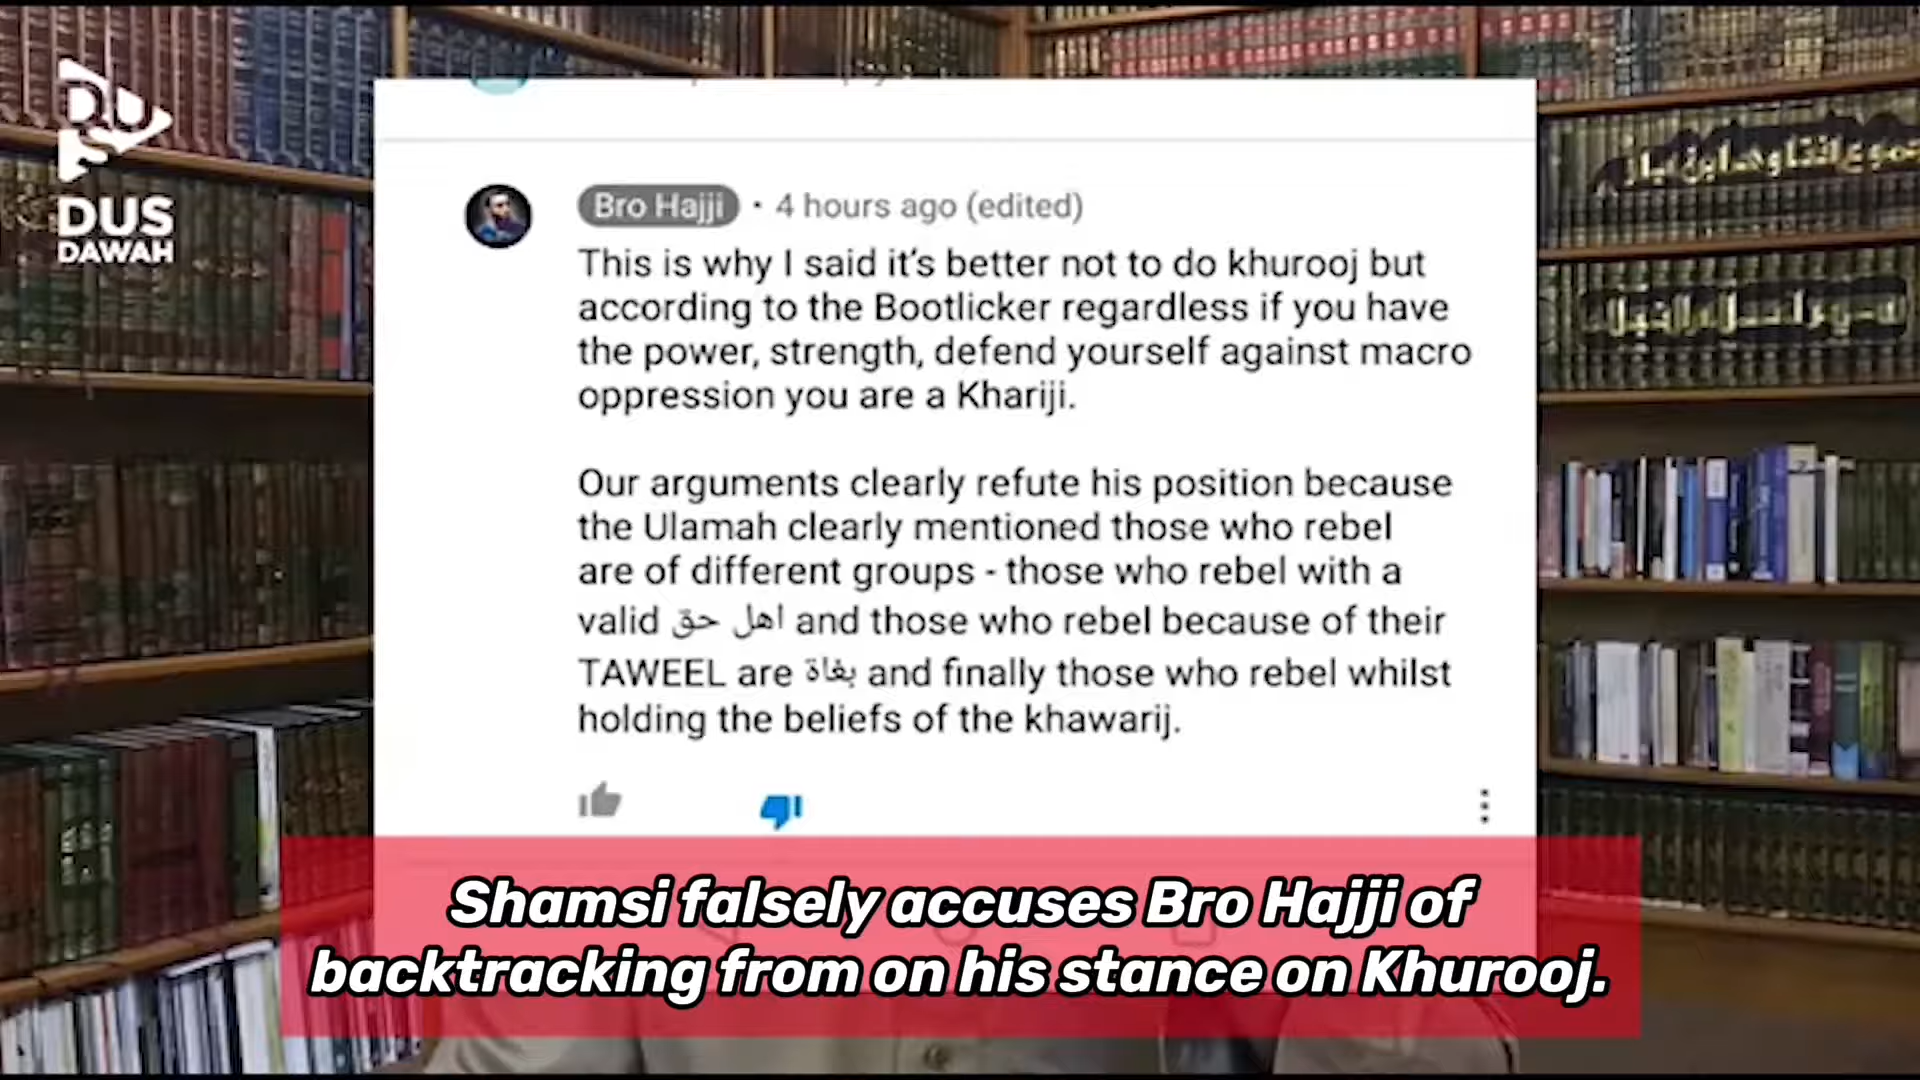 DUS
DAWAH
Bro Hajji • 4 hours ago (edited)
This is why I said it's better not to do khurooj but
according to the Bootlicker regardless if you have
the power, strength, defend yourself against macro
oppression you are a Khariji.
Our arguments clearly refute his position because
the Ulamah clearly mentioned those who rebel
are of different groups - those who rebel with a
valid اهل حق and those who rebel because of their
TAWEEL are بغاة and finally those who rebel whilst
holding the beliefs of the khawarij.
Shamsi falsely accuses Bro Hajji of
backtracking from on his stance on Khurooj.